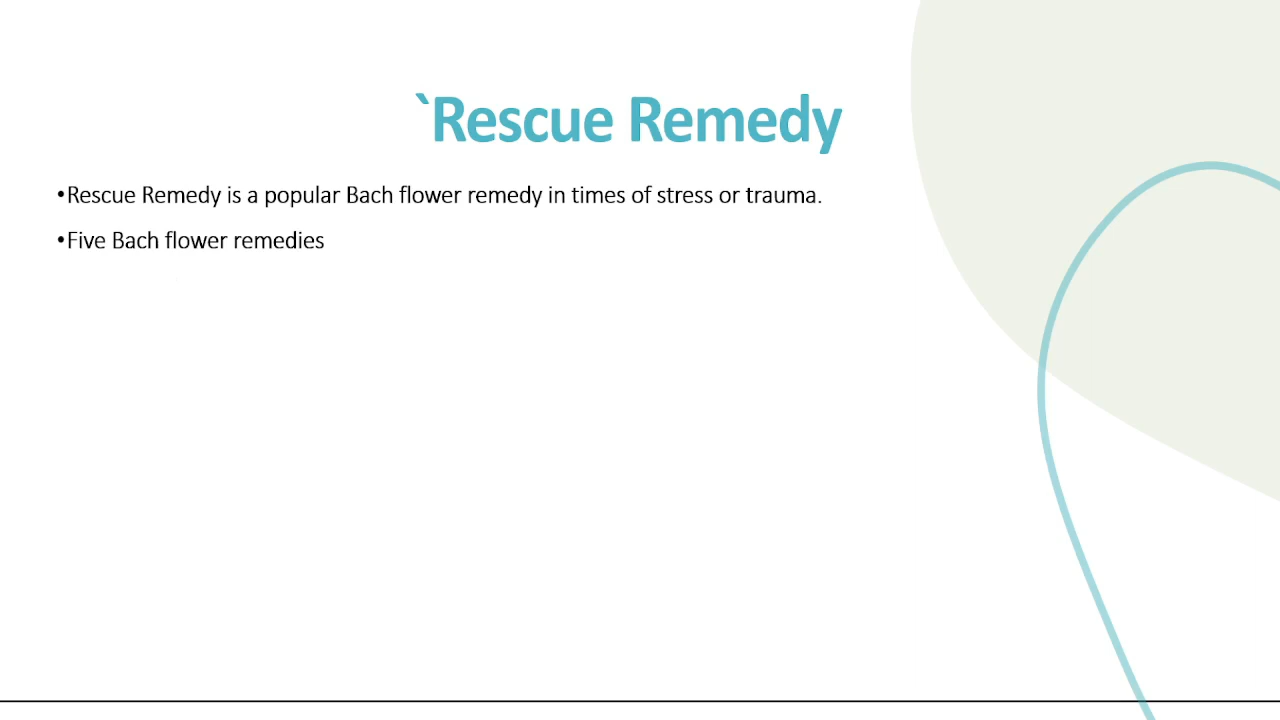 `Rescue Remedy
•Rescue Remedy is a popular Bach flower remedy in times of stress or trauma.
•Five Bach flower remedies